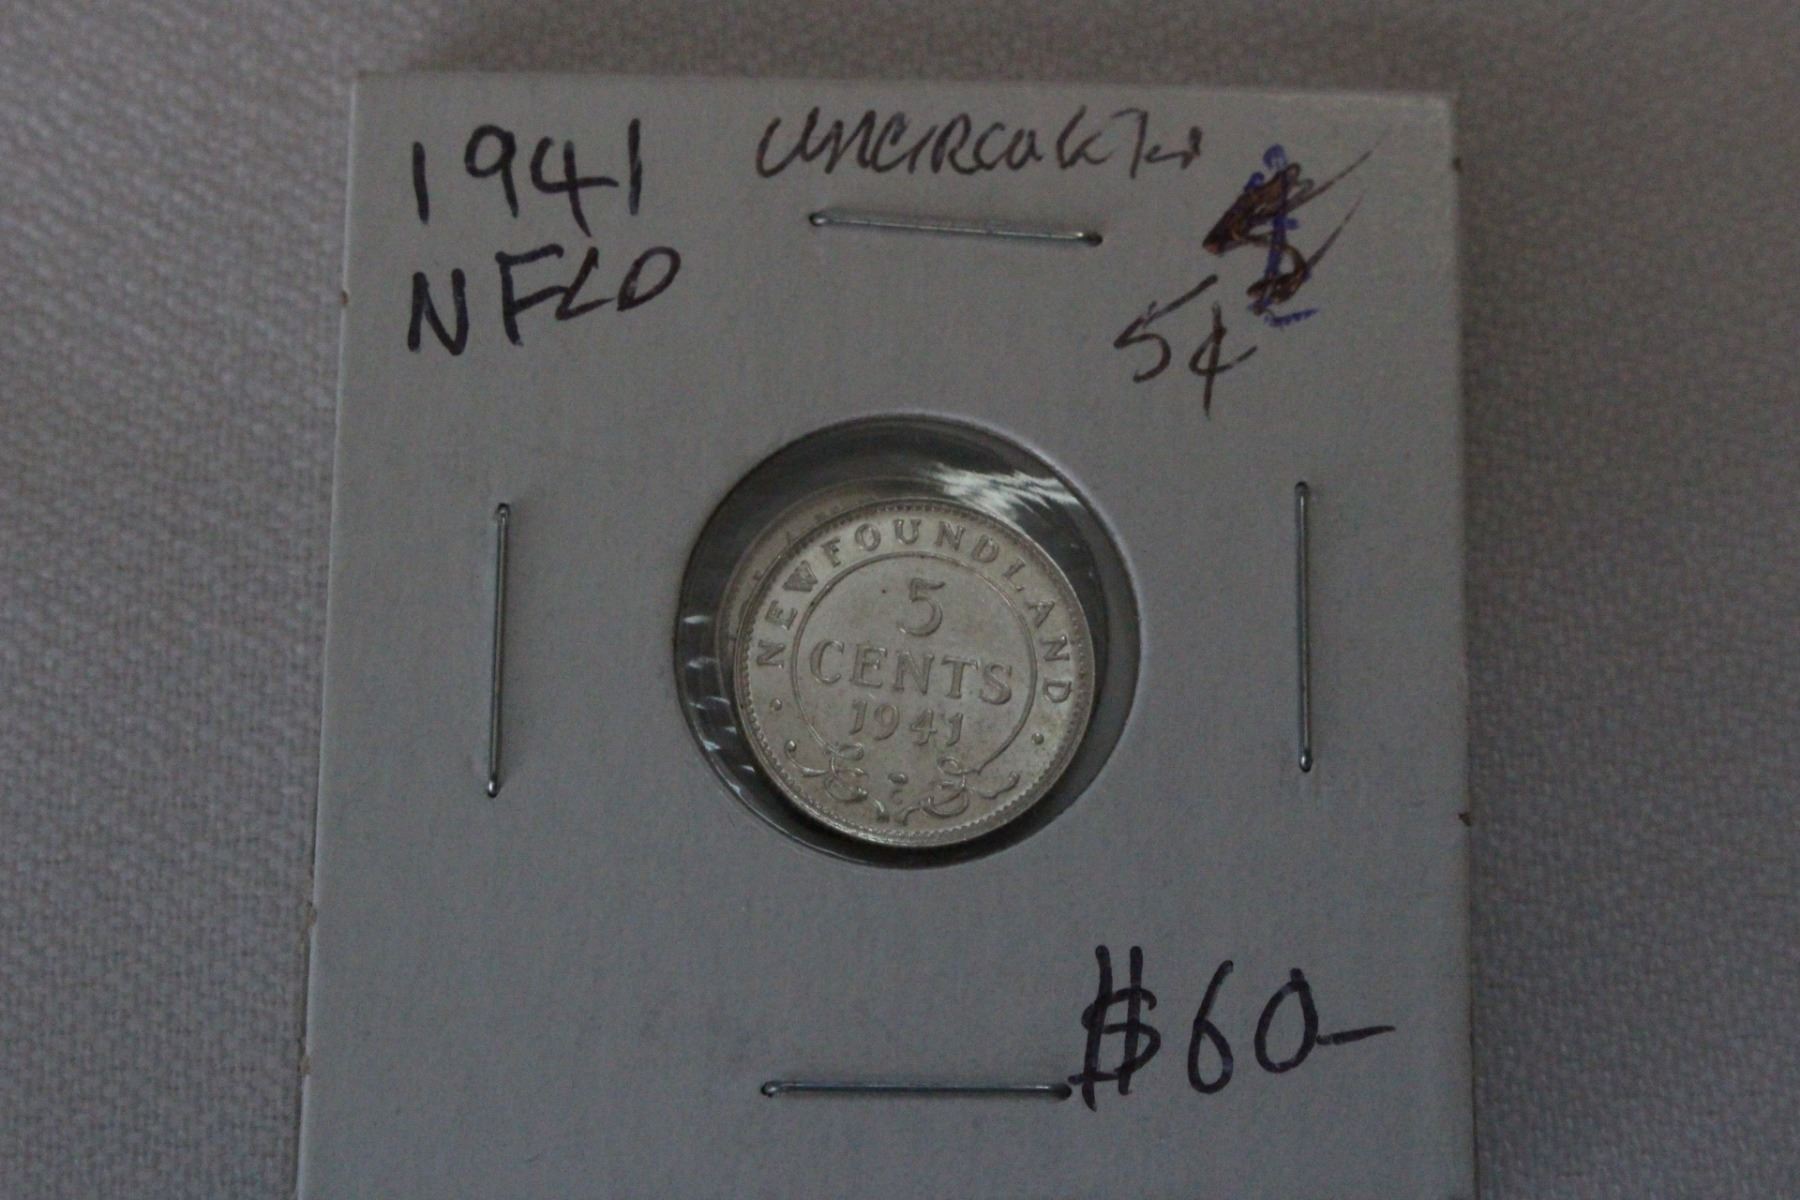 1941 UNCIRCULATED
NFLD
5¢
NEWFOUNDLAND
5
CENTS
1941
C
$60-